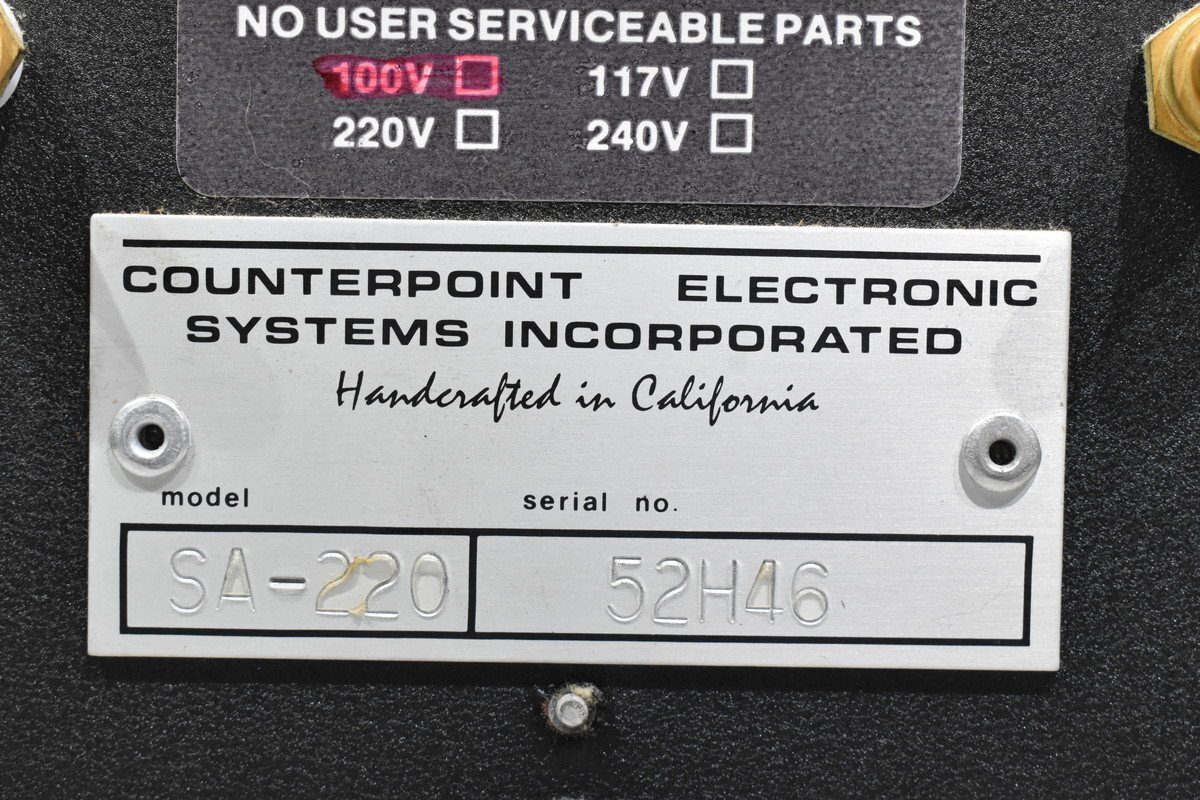 NO USER SERVICEABLE PARTS
100V 117V
220V 240V
COUNTERPOINT ELECTRONIC
SYSTEMS INCORPORATED
Handcrafted in California
model serial no.
SA-220 52H46